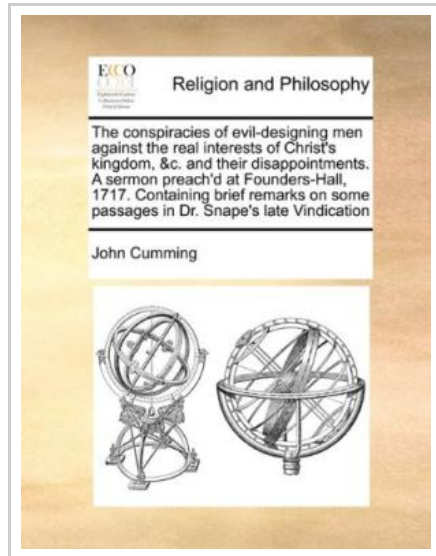 ECCO
Religion and Philosophy
The conspiracies of evil-designing men
against the real interests of Christ's
kingdom, &c. and their disappointments.
A sermon preach'd at Founders-Hall,
1717. Containing brief remarks on some
passages in Dr. Snape's late Vindication
John Cumming